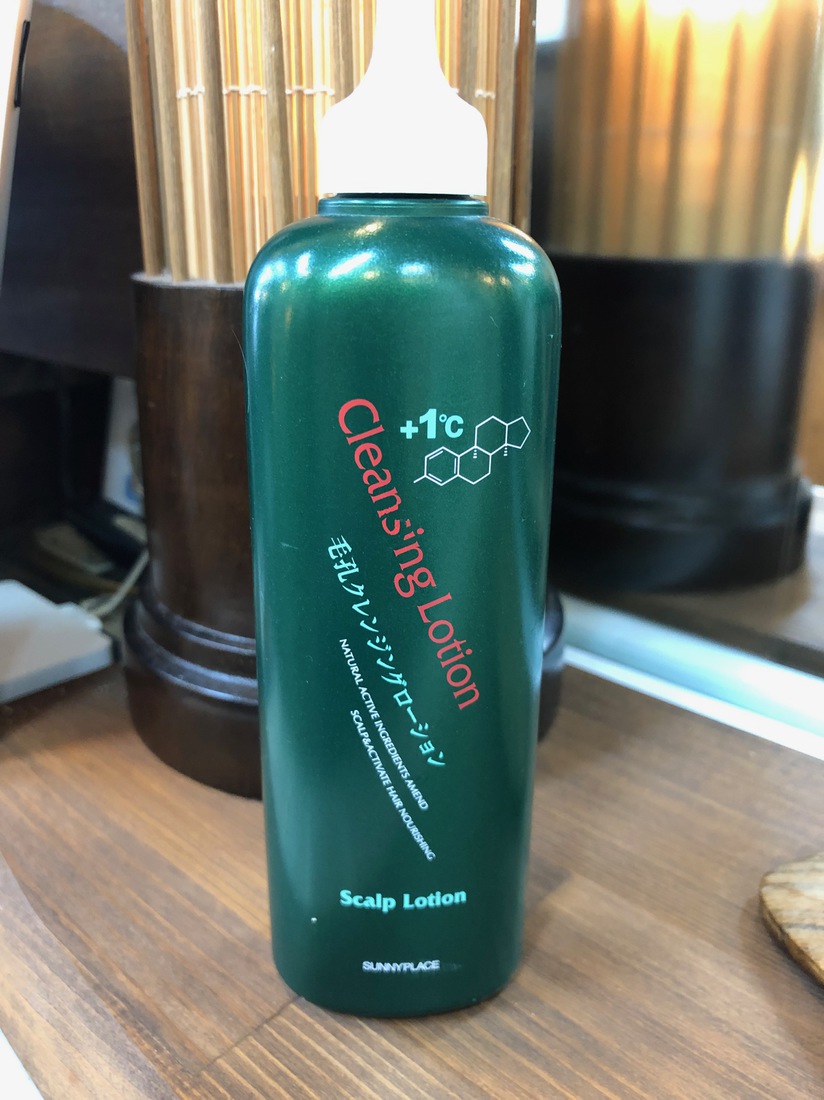 +1℃
Cleansing Lotion
毛孔クレンジングローション
NATURAL ACTIVE INGREDIENTS AMEND
SCALP&ACTIVATE HAIR NOURISHING
Scalp Lotion
SUNNYPLACE